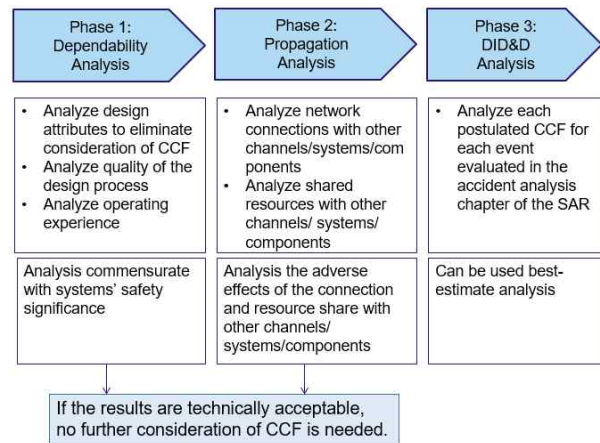 Phase 1:
Dependability
Analysis
Phase 2:
Propagation
Analysis
Phase 3:
DID&D
Analysis
• Analyze design
attributes to eliminate
consideration of CCF
• Analyze quality of the
design process
• Analyze operating
experience
• Analyze network
connections with other
channels/systems/com
ponents
• Analyze shared
resources with other
channels/ systems/
components
• Analyze each
postulated CCF for
each event
evaluated in the
accident analysis
chapter of the SAR
Analysis commensurate
with systems' safety
significance
Analysis the adverse
effects of the connection
and resource share with
other channels/
systems/components
Can be used best-
estimate analysis
If the results are technically acceptable,
no further consideration of CCF is needed.